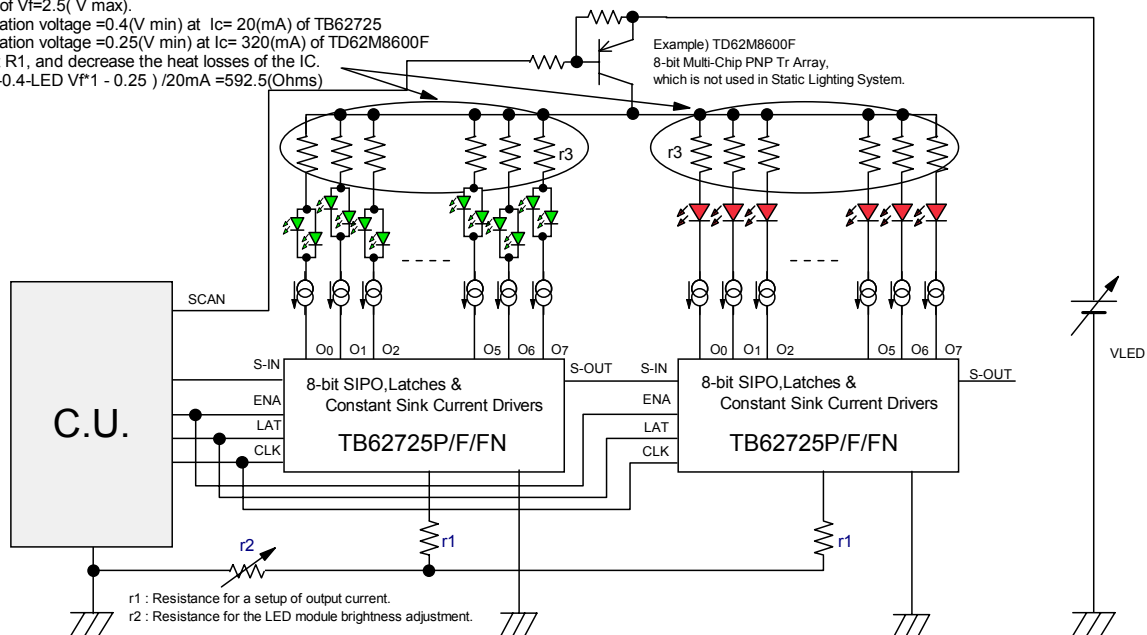 of Vf=2.5( V max).
ation voltage =0.4(V min) at Ic= 20(mA) of TB62725
ation voltage =0.25(V min) at Ic= 320(mA) of TD62M8600F
R1, and decrease the heat losses of the IC.
-0.4-LED Vf*1 - 0.25 ) /20mA =592.5(Ohms)
Example) TD62M8600F
8-bit Multi-Chip PNP Tr Array,
which is not used in Static Lighting System.
r3
r3
SCAN
VLED
O0 O1 O2 O5 O6 O7
O0 O1 O2 O5 O6 O7
S-IN
ENA
LAT
CLK
8-bit SIPO,Latches &
Constant Sink Current Drivers
TB62725P/F/FN
S-OUT
S-IN
ENA
LAT
CLK
8-bit SIPO,Latches &
Constant Sink Current Drivers
TB62725P/F/FN
S-OUT
C.U.
r2
r1
r1
r1 : Resistance for a setup of output current.
r2 : Resistance for the LED module brightness adjustment.